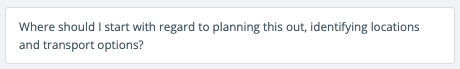 Where should I start with regard to planning this out, identifying locations
and transport options?